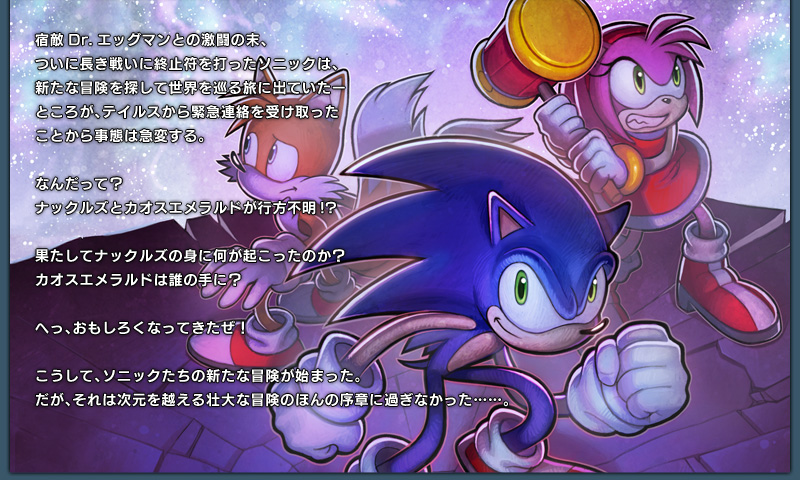 宿敵 Dr. エッグマンとの激闘の末、
ついに長き戦いに終止符を打ったソニックは、
新たな冒険を探して世界を巡る旅に出ていたー
ところが、テイルスから緊急連絡を受け取った
ことから事態は急変する。
なんだって？
ナックルズとカオスエメラルドが行方不明！？
果たしてナックルズの身に何が起こったのか？
カオスエメラルドは誰の手に？
へっ、おもしろくなってきたぜ！
こうして、ソニックたちの新たな冒険が始まった。
だが、それは次元を越える壮大な冒険のほんの序章に過ぎなかった……。